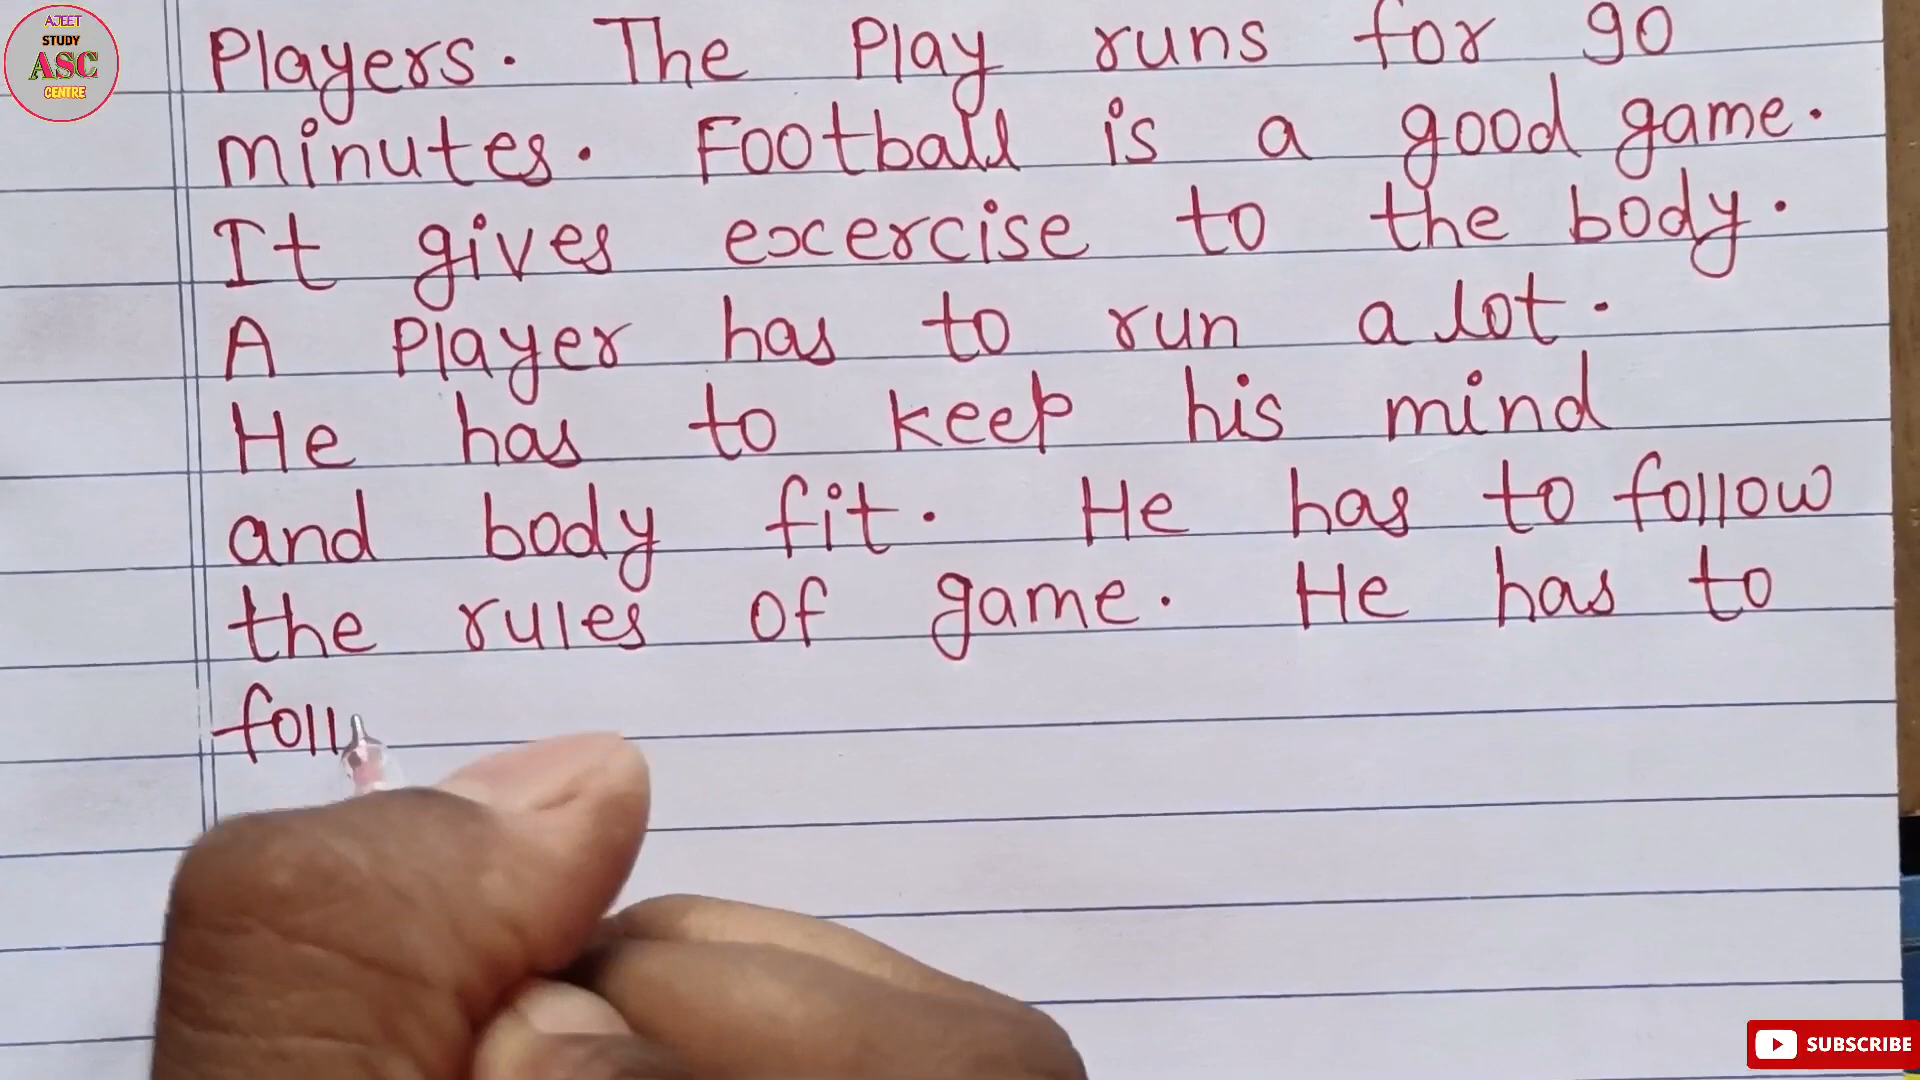 AJEET
STUDY
ASC
CENTRE
Players. The Play runs for 90
minutes. Football is a good game.
It gives exercise to the body.
A Player has to run a lot.
He has to keep his mind
and body fit. He has to follow
the rules of game. He has to
foll
SUBSCRIBE